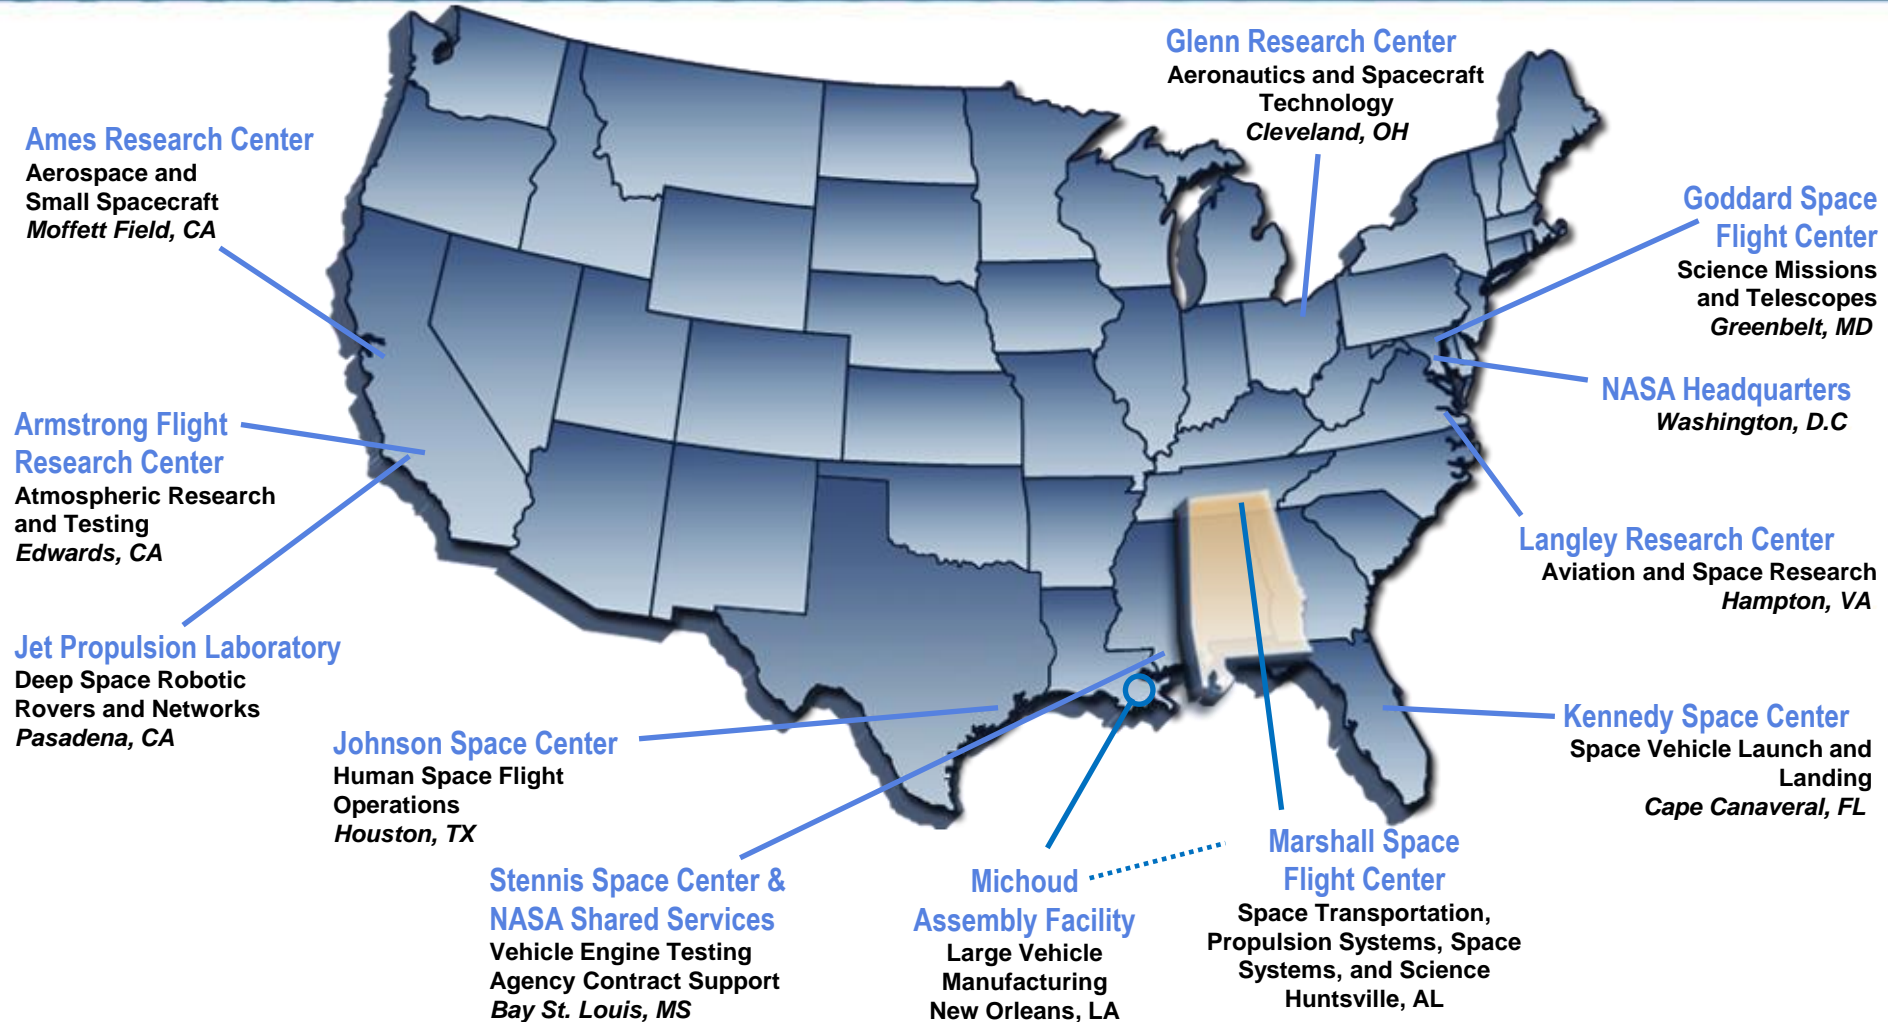 Glenn Research Center
Aeronautics and Spacecraft
Technology
Cleveland, OH
Ames Research Center
Aerospace and
Small Spacecraft
Moffett Field, CA
Goddard Space
Flight Center
Science Missions
and Telescopes
Greenbelt, MD
NASA Headquarters
Washington, D.C
Armstrong Flight
Research Center
Atmospheric Research
and Testing
Edwards, CA
Langley Research Center
Aviation and Space Research
Hampton, VA
Jet Propulsion Laboratory
Deep Space Robotic
Rovers and Networks
Pasadena, CA
Johnson Space Center
Human Space Flight
Operations
Houston, TX
Kennedy Space Center
Space Vehicle Launch and
Landing
Cape Canaveral, FL
Stennis Space Center &
NASA Shared Services
Vehicle Engine Testing
Agency Contract Support
Bay St. Louis, MS
Michoud
Assembly Facility
Large Vehicle
Manufacturing
New Orleans, LA
Marshall Space
Flight Center
Space Transportation,
Propulsion Systems, Space
Systems, and Science
Huntsville, AL